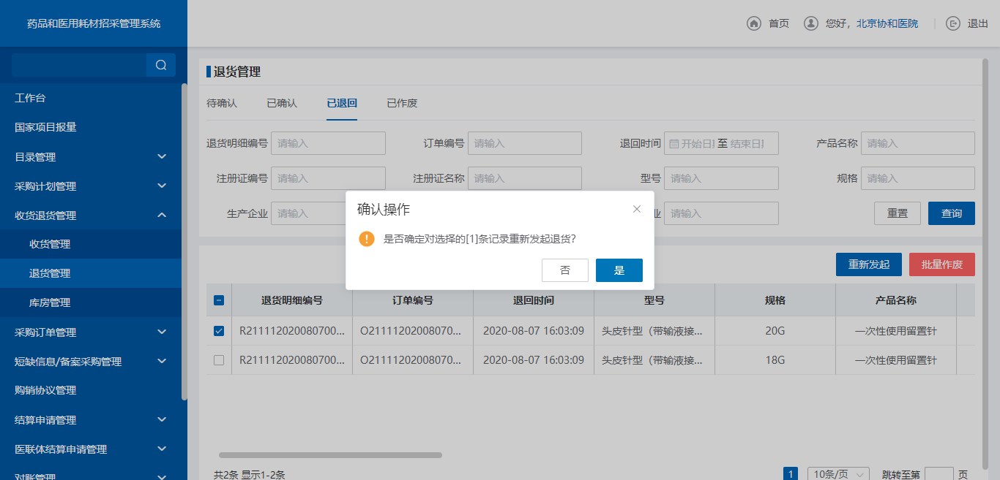 药品和医用耗材招采管理系统
首页
您好，北京协和医院
退出
工作台
国家项目报量
目录管理
采购计划管理
收货退货管理
收货管理
退货管理
库房管理
采购订单管理
短缺信息/备案采购管理
购销协议管理
结算申请管理
医联体结算申请管理
对账管理
退货管理
待确认 已确认 已退回 已作废
退货明细编号 请输入 订单编号 请输入 退回时间 开始日 至 结束日 产品名称 请输入
注册证编号 请输入 注册证名称 请输入 型号 请输入 规格 请输入
生产企业 请输入 业 请输入 重置 查询
确认操作
是否确定对选择的[1]条记录重新发起退货?
否 是
重新发起 批量作废
退货明细编号 订单编号 退回时间 型号 规格 产品名称
R211112020080700... O21111202008070... 2020-08-07 16:03:09 头皮针型（带输液接... 20G 一次性使用留置针
R211112020080700... O21111202008070... 2020-08-07 16:03:09 头皮针型（带输液接... 18G 一次性使用留置针
共2条 显示1-2条 1 10条/页 跳转至第 页